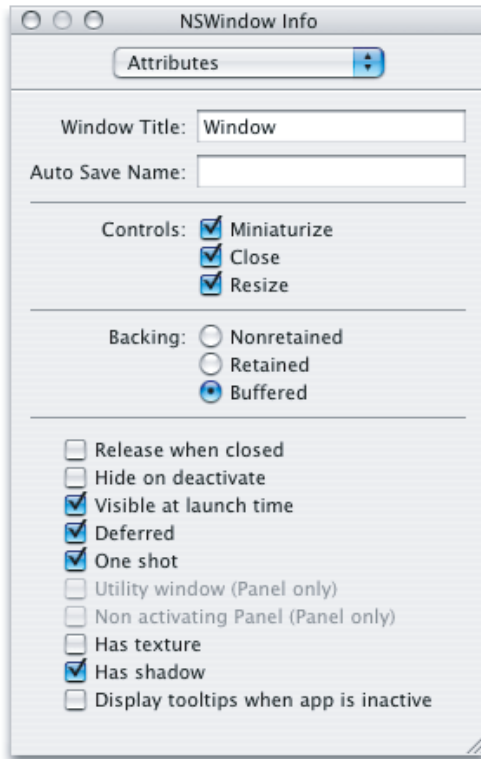 NSWindow Info
Attributes
Window Title: Window
Auto Save Name:
Controls: Miniaturize
Close
Resize
Backing: Nonretained
Retained
Buffered
Release when closed
Hide on deactivate
Visible at launch time
Deferred
One shot
Utility window (Panel only)
Non activating Panel (Panel only)
Has texture
Has shadow
Display tooltips when app is inactive